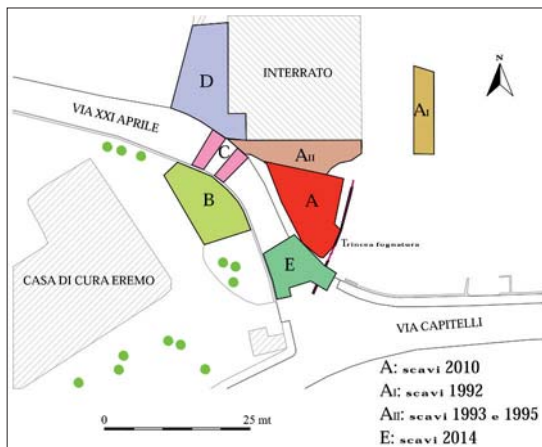 N
D
INTERRATO
AI
VIA XXI APRILE
C
AII
B
A
Trincea fognatura
E
CASA DI CURA EREMO
VIA CAPITELLI
A: scavi 2010
AI: scavi 1992
AII: scavi 1993 e 1995
E: scavi 2014
0 25 mt